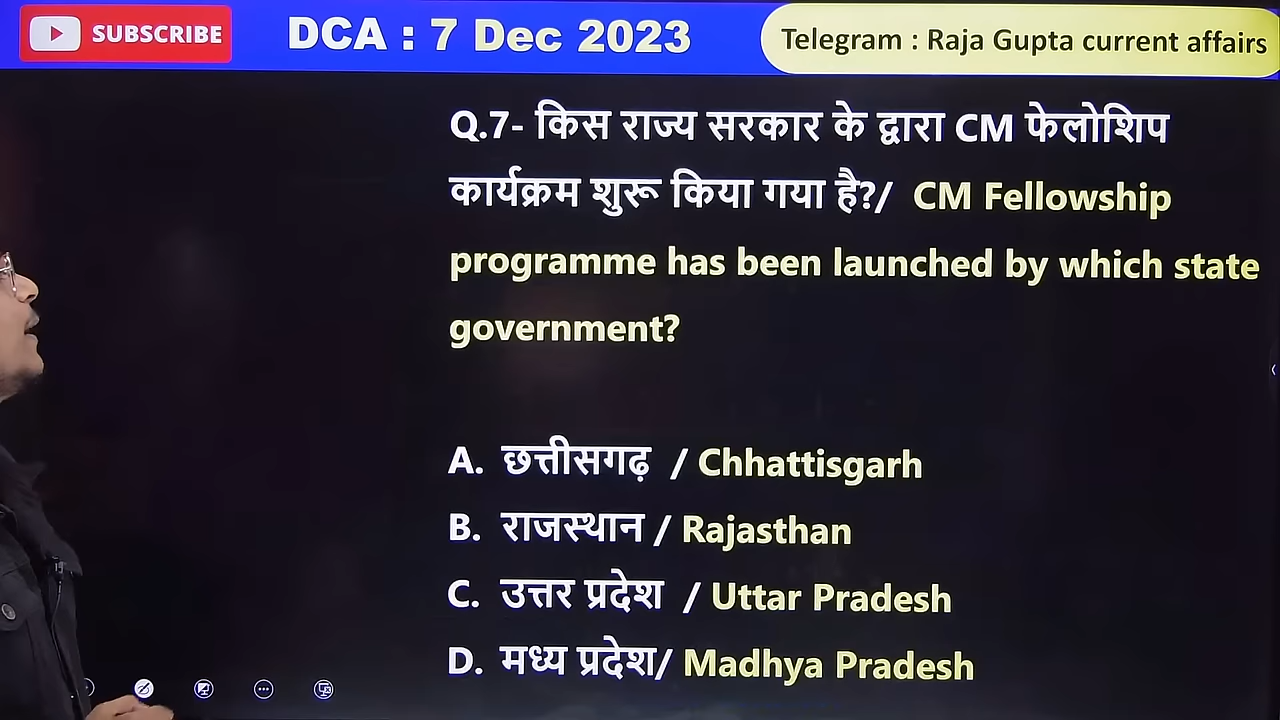 SUBSCRIBE
DCA : 7 Dec 2023
Telegram : Raja Gupta current affairs
Q.7- किस राज्य सरकार के द्वारा CM फेलोशिप
कार्यक्रम शुरू किया गया है?/ CM Fellowship
programme has been launched by which state
government?
A. छत्तीसगढ़ / Chhattisgarh
B. राजस्थान / Rajasthan
C. उत्तर प्रदेश / Uttar Pradesh
D. मध्य प्रदेश/ Madhya Pradesh